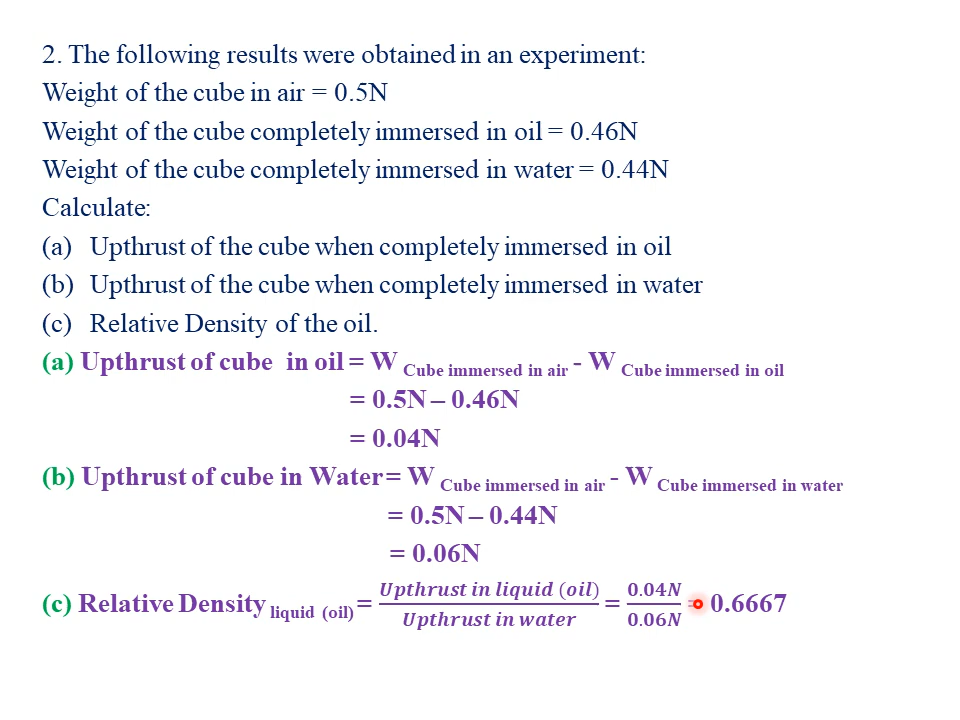 2. The following results were obtained in an experiment:
Weight of the cube in air = 0.5N
Weight of the cube completely immersed in oil = 0.46N
Weight of the cube completely immersed in water = 0.44N
Calculate:
(a) Upthrust of the cube when completely immersed in oil
(b) Upthrust of the cube when completely immersed in water
(c) Relative Density of the oil.
(a) Upthrust of cube in oil = W Cube immersed in air - W Cube immersed in oil
= 0.5N – 0.46N
= 0.04N
(b) Upthrust of cube in Water = W Cube immersed in air - W Cube immersed in water
= 0.5N – 0.44N
= 0.06N
(c) Relative Density liquid (oil) = Upthrust in liquid (oil) / Upthrust in water = 0.04N / 0.06N = 0.6667